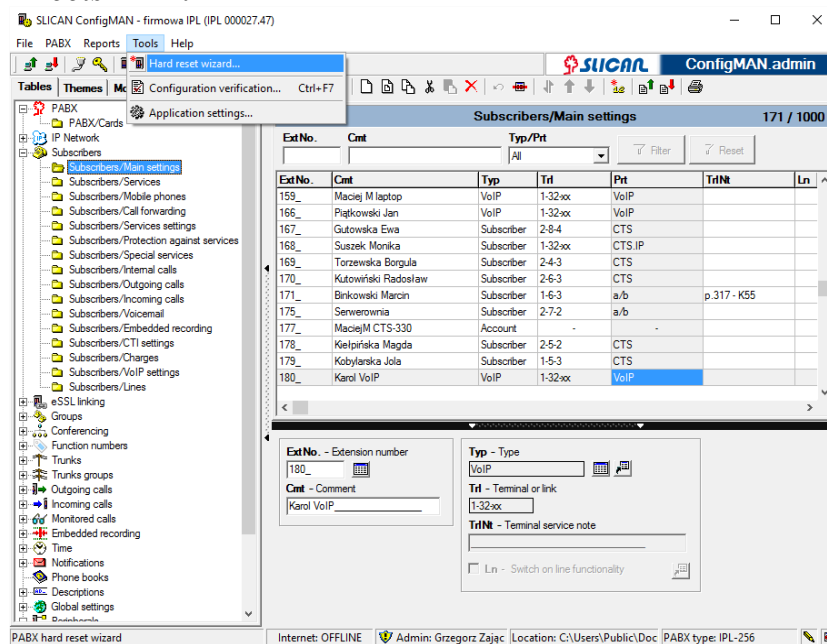 SLICAN ConfigMAN - firmowa IPL (IPL 000027.47)
File PABX Reports Tools Help
Hard reset wizard...
Configuration verification... Ctrl+F7
Application settings...
SLICAN ConfigMAN.admin
Tables Themes
Subscribers/Main settings 171 / 1000
PABX
PABX/Cards
IP Network
Subscribers
Subscribers/Main settings
Subscribers/Services
Subscribers/Mobile phones
Subscribers/Call forwarding
Subscribers/Services settings
Subscribers/Protection against services
Subscribers/Special services
Subscribers/Internal calls
Subscribers/Outgoing calls
Subscribers/Incoming calls
Subscribers/Voicemail
Subscribers/Embedded recording
Subscribers/CTI settings
Subscribers/Charges
Subscribers/VoIP settings
Subscribers/Lines
eSSL linking
Groups
Conferencing
Function numbers
Trunks
Trunks groups
Outgoing calls
Incoming calls
Monitored calls
Embedded recording
Time
Notifications
Phone books
Descriptions
Global settings
Peripherals
Ext No. Cmt Typ/Prt
All Filter Reset
Ext No. Cmt Typ Trl Prt TrlNt Ln
159_ Maciej M laptop VoIP 1-32-xx VoIP
166_ Piątkowski Jan VoIP 1-32-xx VoIP
167_ Gutowska Ewa Subscriber 2-8-4 CTS
168_ Suszek Monika Subscriber 1-32-xx CTS.IP
169_ Torzewska Borgula Subscriber 2-4-3 CTS
170_ Kutowiński Radosław Subscriber 2-6-3 CTS
171_ Binkowski Marcin Subscriber 1-6-3 a/b p.317 - K55
175_ Serwerownia Subscriber 2-7-2 a/b
177_ MaciejM CTS-330 Account - -
178_ Kiełpińska Magda Subscriber 2-5-2 CTS
179_ Kobylarska Jola Subscriber 1-5-3 CTS
180_ Karol VoIP VoIP 1-32-xx VoIP
Ext No. - Extension number
180_
Cmt - Comment
Karol VoIP
Typ - Type
VoIP
Trl - Terminal or link
1-32-xx
TrlNt - Terminal service note
Ln - Switch on line functionality
PABX hard reset wizard Internet: OFFLINE Admin: Grzegorz Zając Location: C:\Users\Public\Doc PABX type: IPL-256